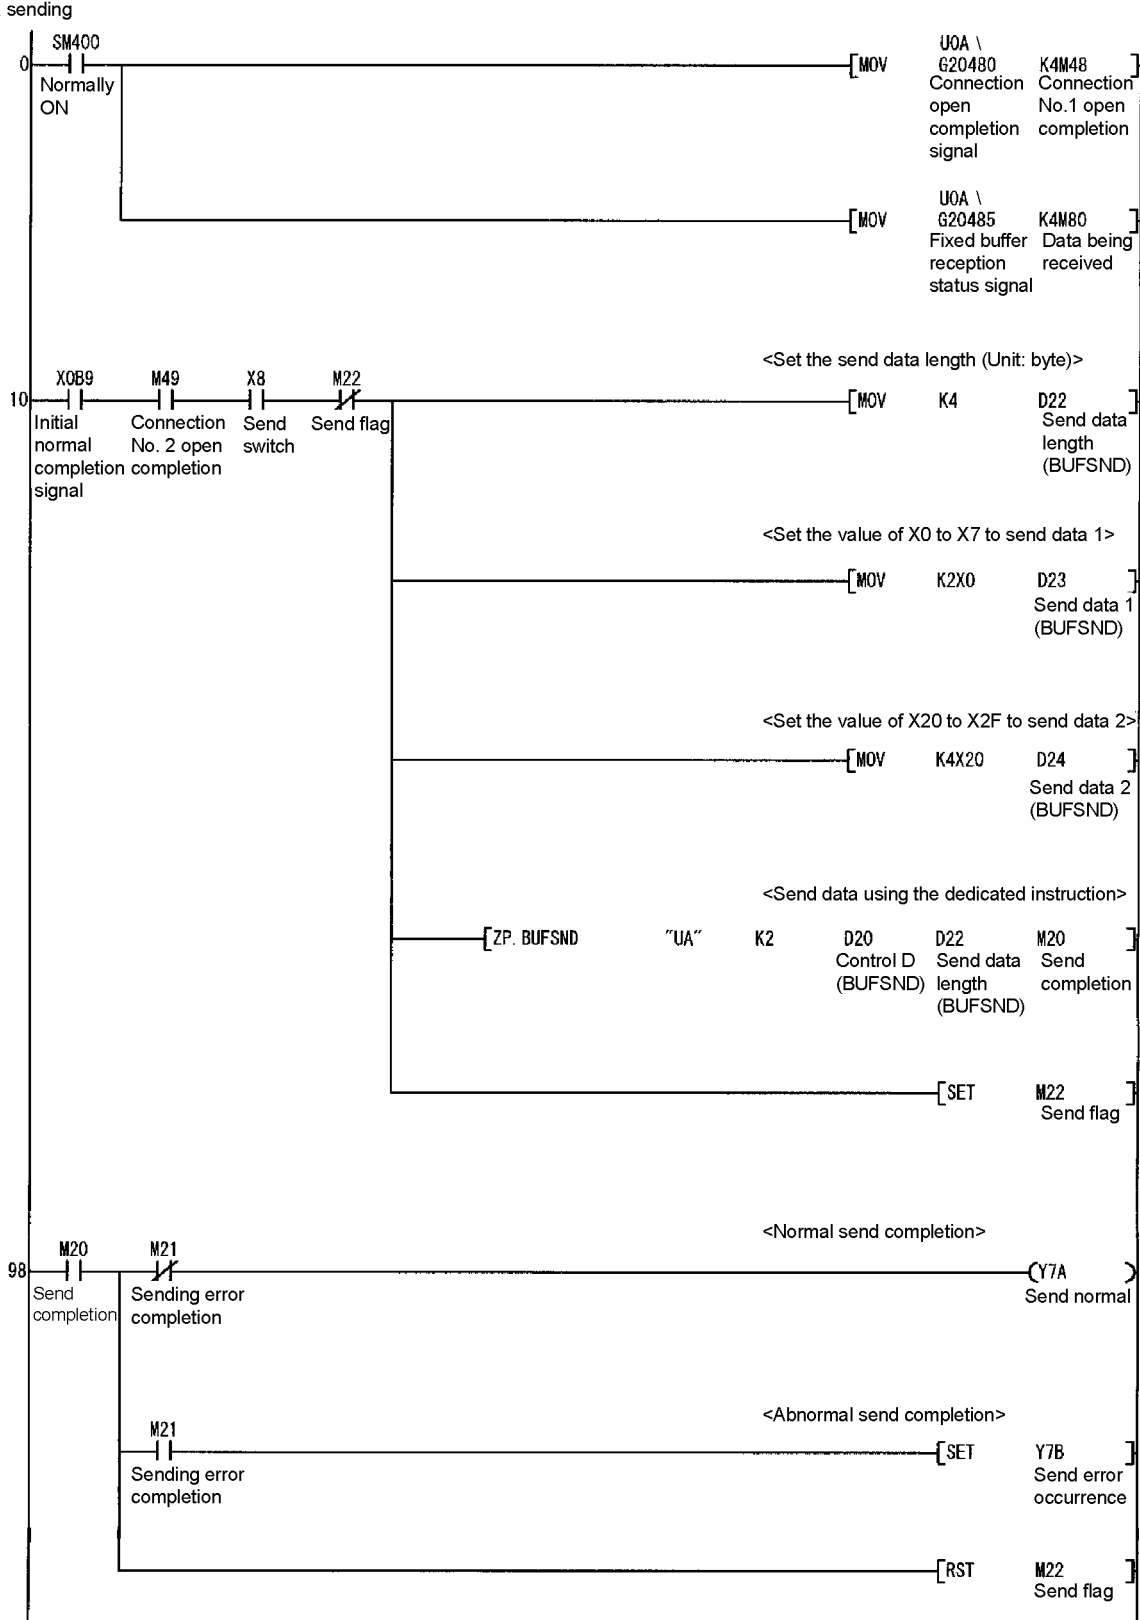 sending
SM400
0
Normally
ON
U0A \
MOV G20480 K4M48
Connection
open
completion
signal
Connection
No.1 open
completion
U0A \
MOV G20485 K4M80
Fixed buffer
reception
status signal
Data being
received
<Set the send data length (Unit: byte)>
X0B9 M49 X8 M22
10
MOV K4 D22
Initial
normal
completion
signal
Connection
No. 2 open
completion
Send
switch
Send flag
Send data
length
(BUFSND)
<Set the value of X0 to X7 to send data 1>
MOV K2X0 D23
Send data 1
(BUFSND)
<Set the value of X20 to X2F to send data 2>
MOV K4X20 D24
Send data 2
(BUFSND)
<Send data using the dedicated instruction>
ZP. BUFSND "UA" K2 D20 D22 M20
Control D
(BUFSND)
Send data
length
(BUFSND)
Send
completion
SET M22
Send flag
<Normal send completion>
M20 M21
98
Y7A
Send
completion
Sending error
completion
Send normal
<Abnormal send completion>
M21
SET Y7B
Sending error
completion
Send error
occurrence
RST M22
Send flag